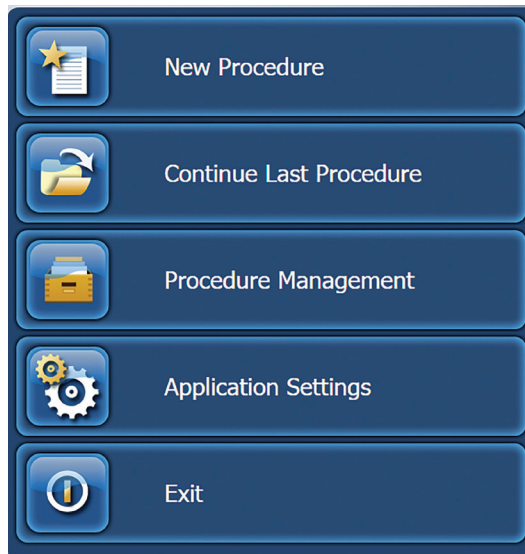 New Procedure
Continue Last Procedure
Procedure Management
Application Settings
Exit